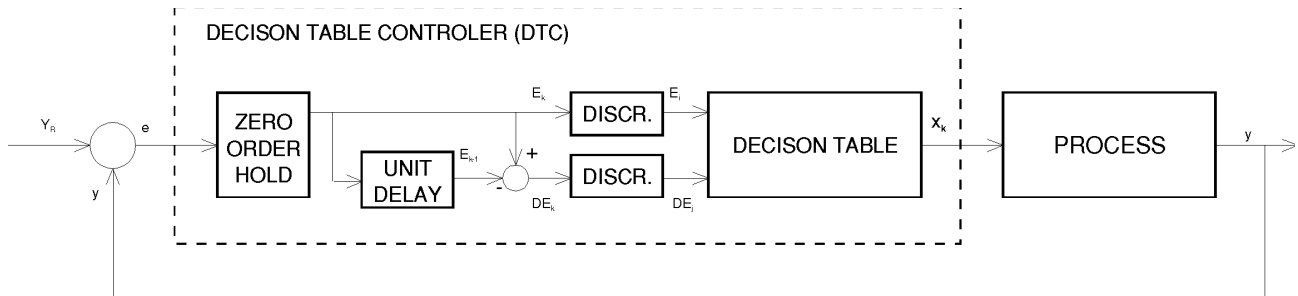 DECISON TABLE CONTROLER (DTC)
Y_R
e
y
ZERO
ORDER
HOLD
E_k
DISCR.
E_i
UNIT
DELAY
E_k-1
+
-
DE_k
DISCR.
DE_j
DECISON TABLE
x_k
PROCESS
y